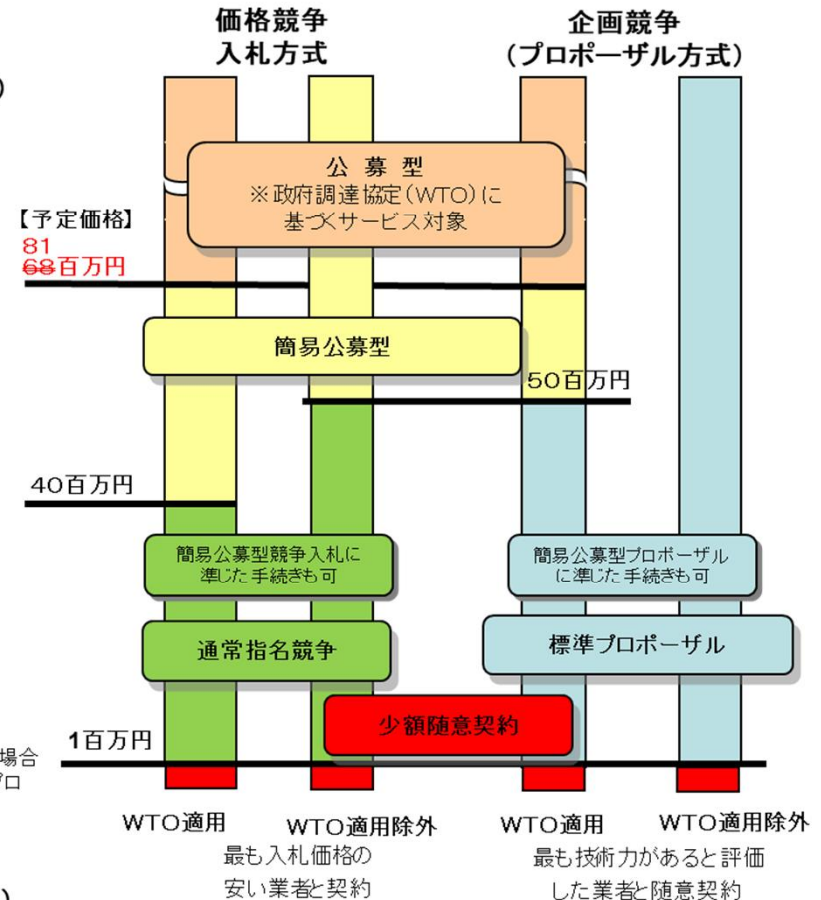 価格競争
入札方式
企画競争
(プロポーザル方式)
)
公 募 型
※政府調達協定(WTO)に
基づくサービス対象
【予定価格】
81
68百万円
簡易公募型
50百万円
40百万円
簡易公募型競争入札に
準じた手続きも可
簡易公募型プロポーザル
に準じた手続きも可
通常指名競争
標準プロポーザル
少額随意契約
1百万円
場合
プロ
WTO適用
WTO適用除外
WTO適用
WTO適用除外
最も入札価格の
安い業者と契約
最も技術力があると評価
した業者と随意契約
)